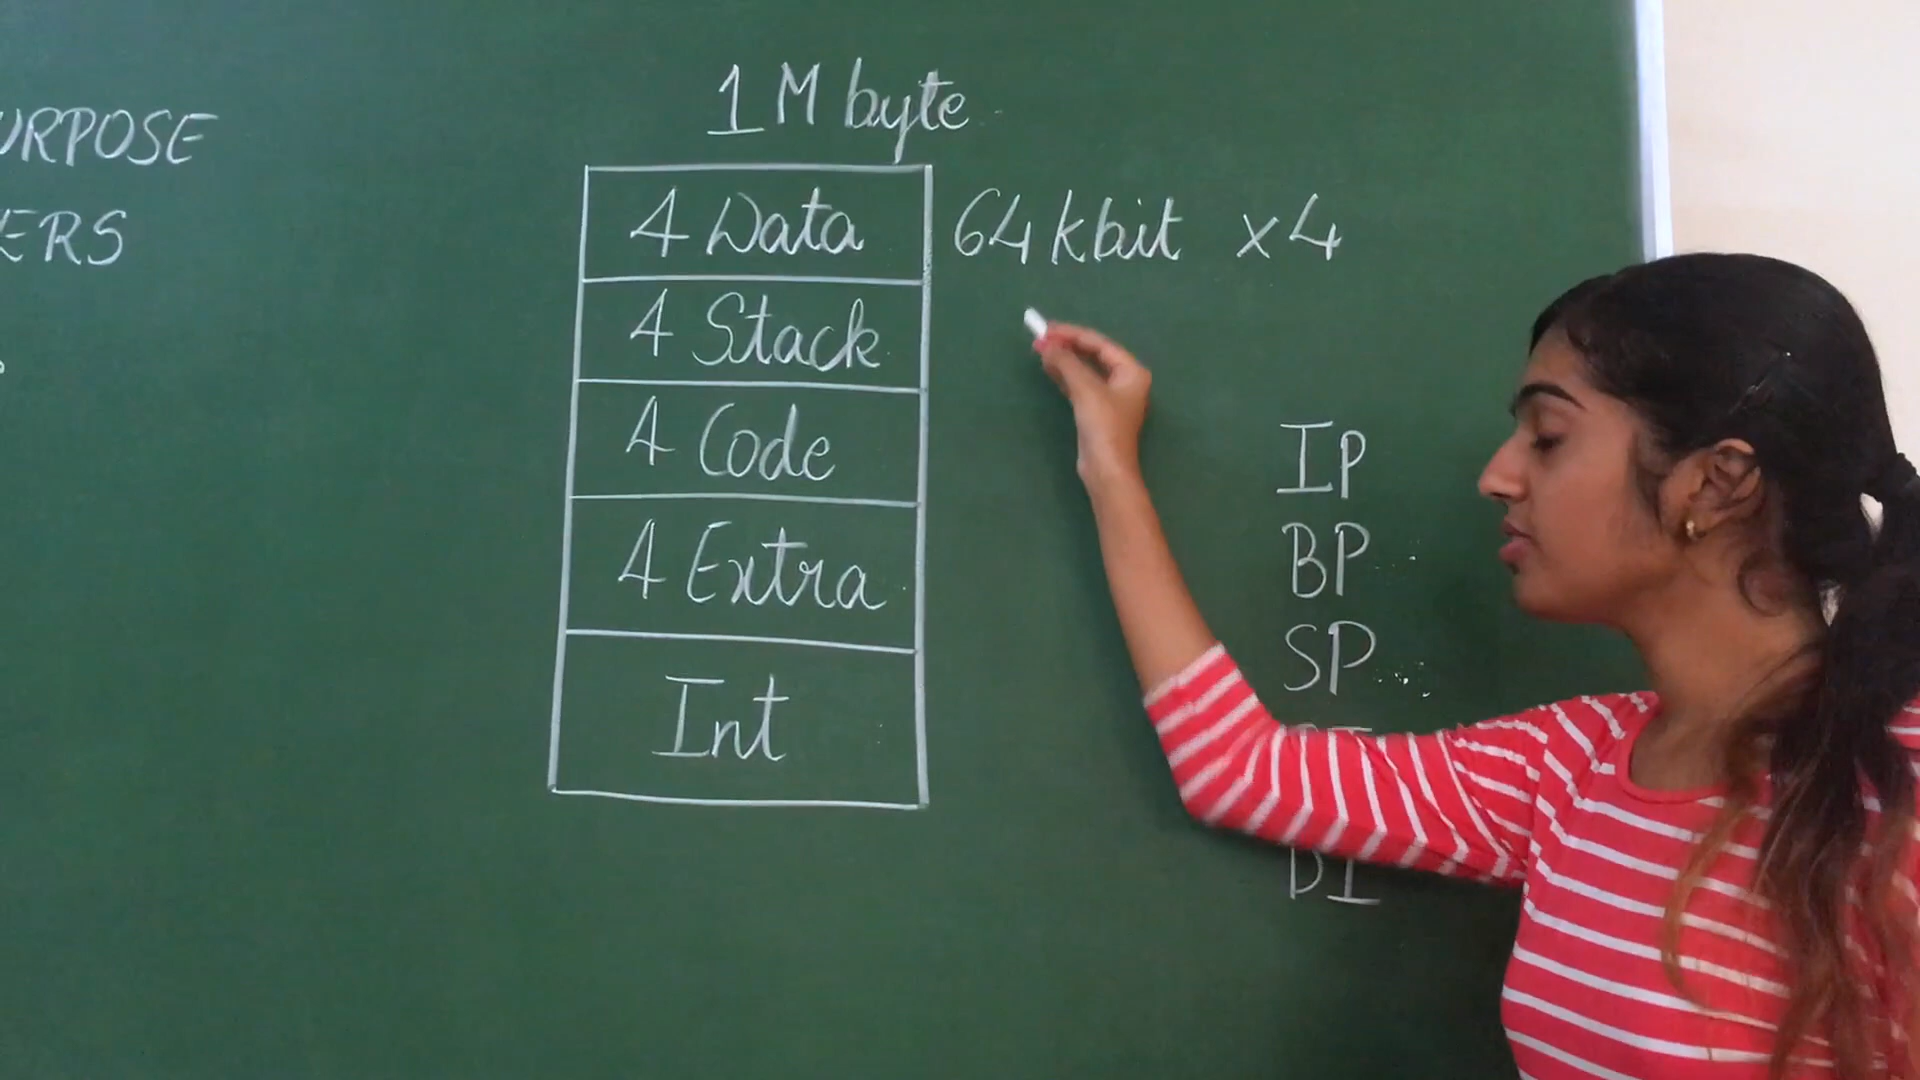 URPOSE
ERS
1 M byte
4 Data 64 kbit x 4
4 Stack
4 Code
4 Extra
Int
IP
BP
SP
DI